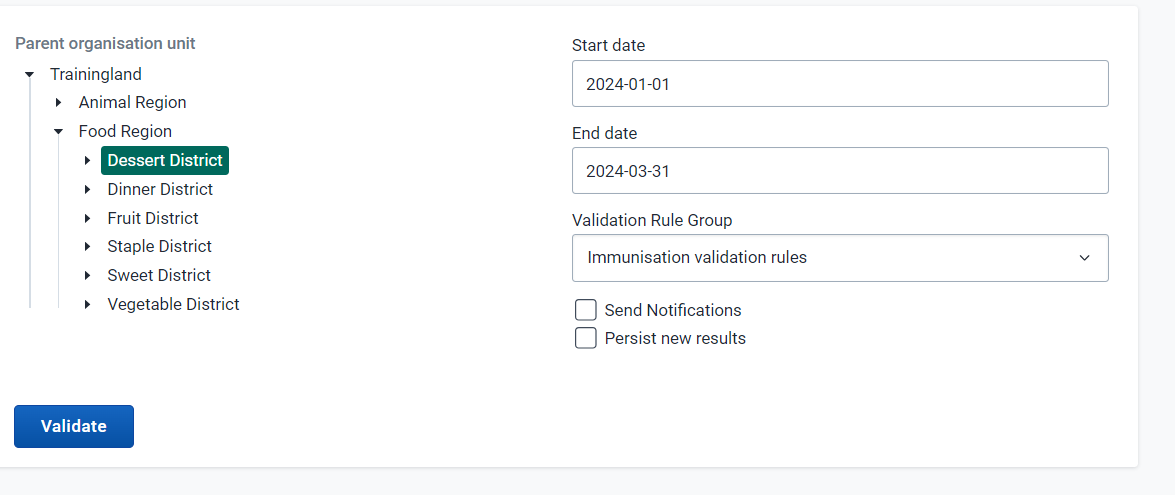 Parent organisation unit
Trainingland
Animal Region
Food Region
Dessert District
Dinner District
Fruit District
Staple District
Sweet District
Vegetable District
Start date
2024-01-01
End date
2024-03-31
Validation Rule Group
Immunisation validation rules
Send Notifications
Persist new results
Validate